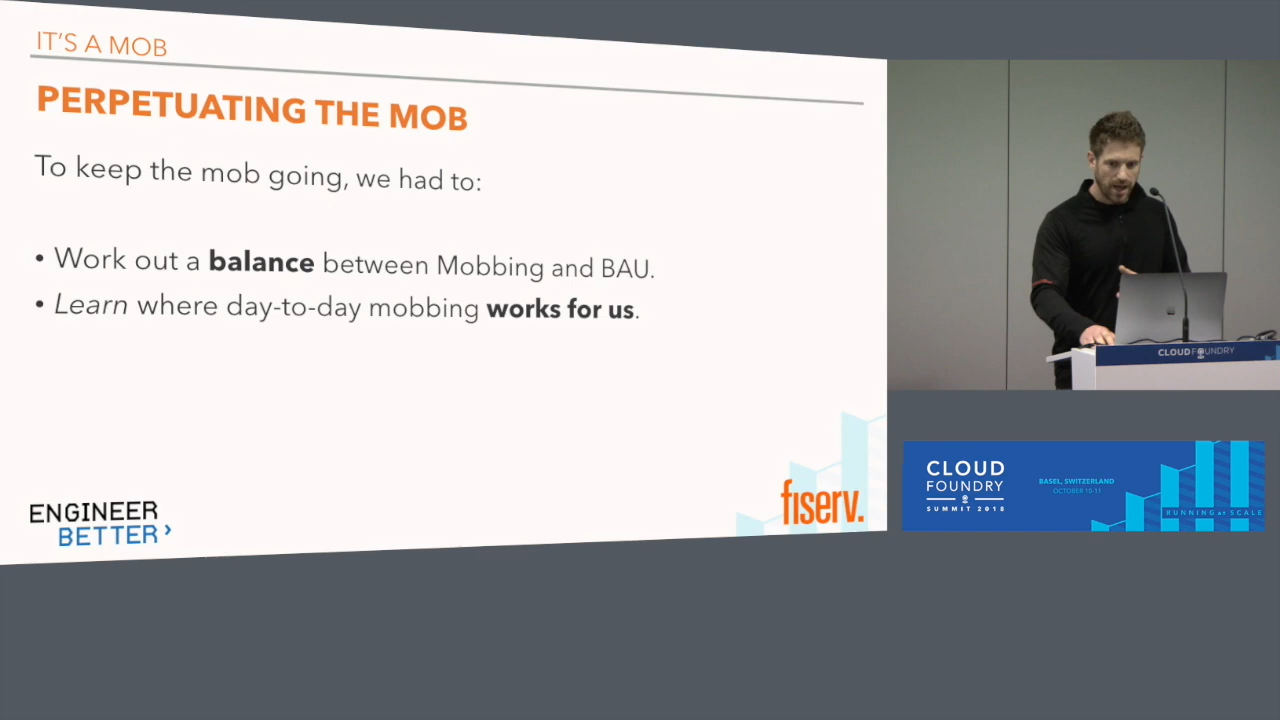 IT'S A MOB
PERPETUATING THE MOB
To keep the mob going, we had to:
• Work out a balance between Mobbing and BAU.
• Learn where day-to-day mobbing works for us.
ENGINEER
BETTER
fiserv.
CLOUD FOUNDRY
CLOUD
FOUNDRY
SUMMIT 2018
BASEL, SWITZERLAND
OCTOBER 10-11
RUNNING AT SCALE